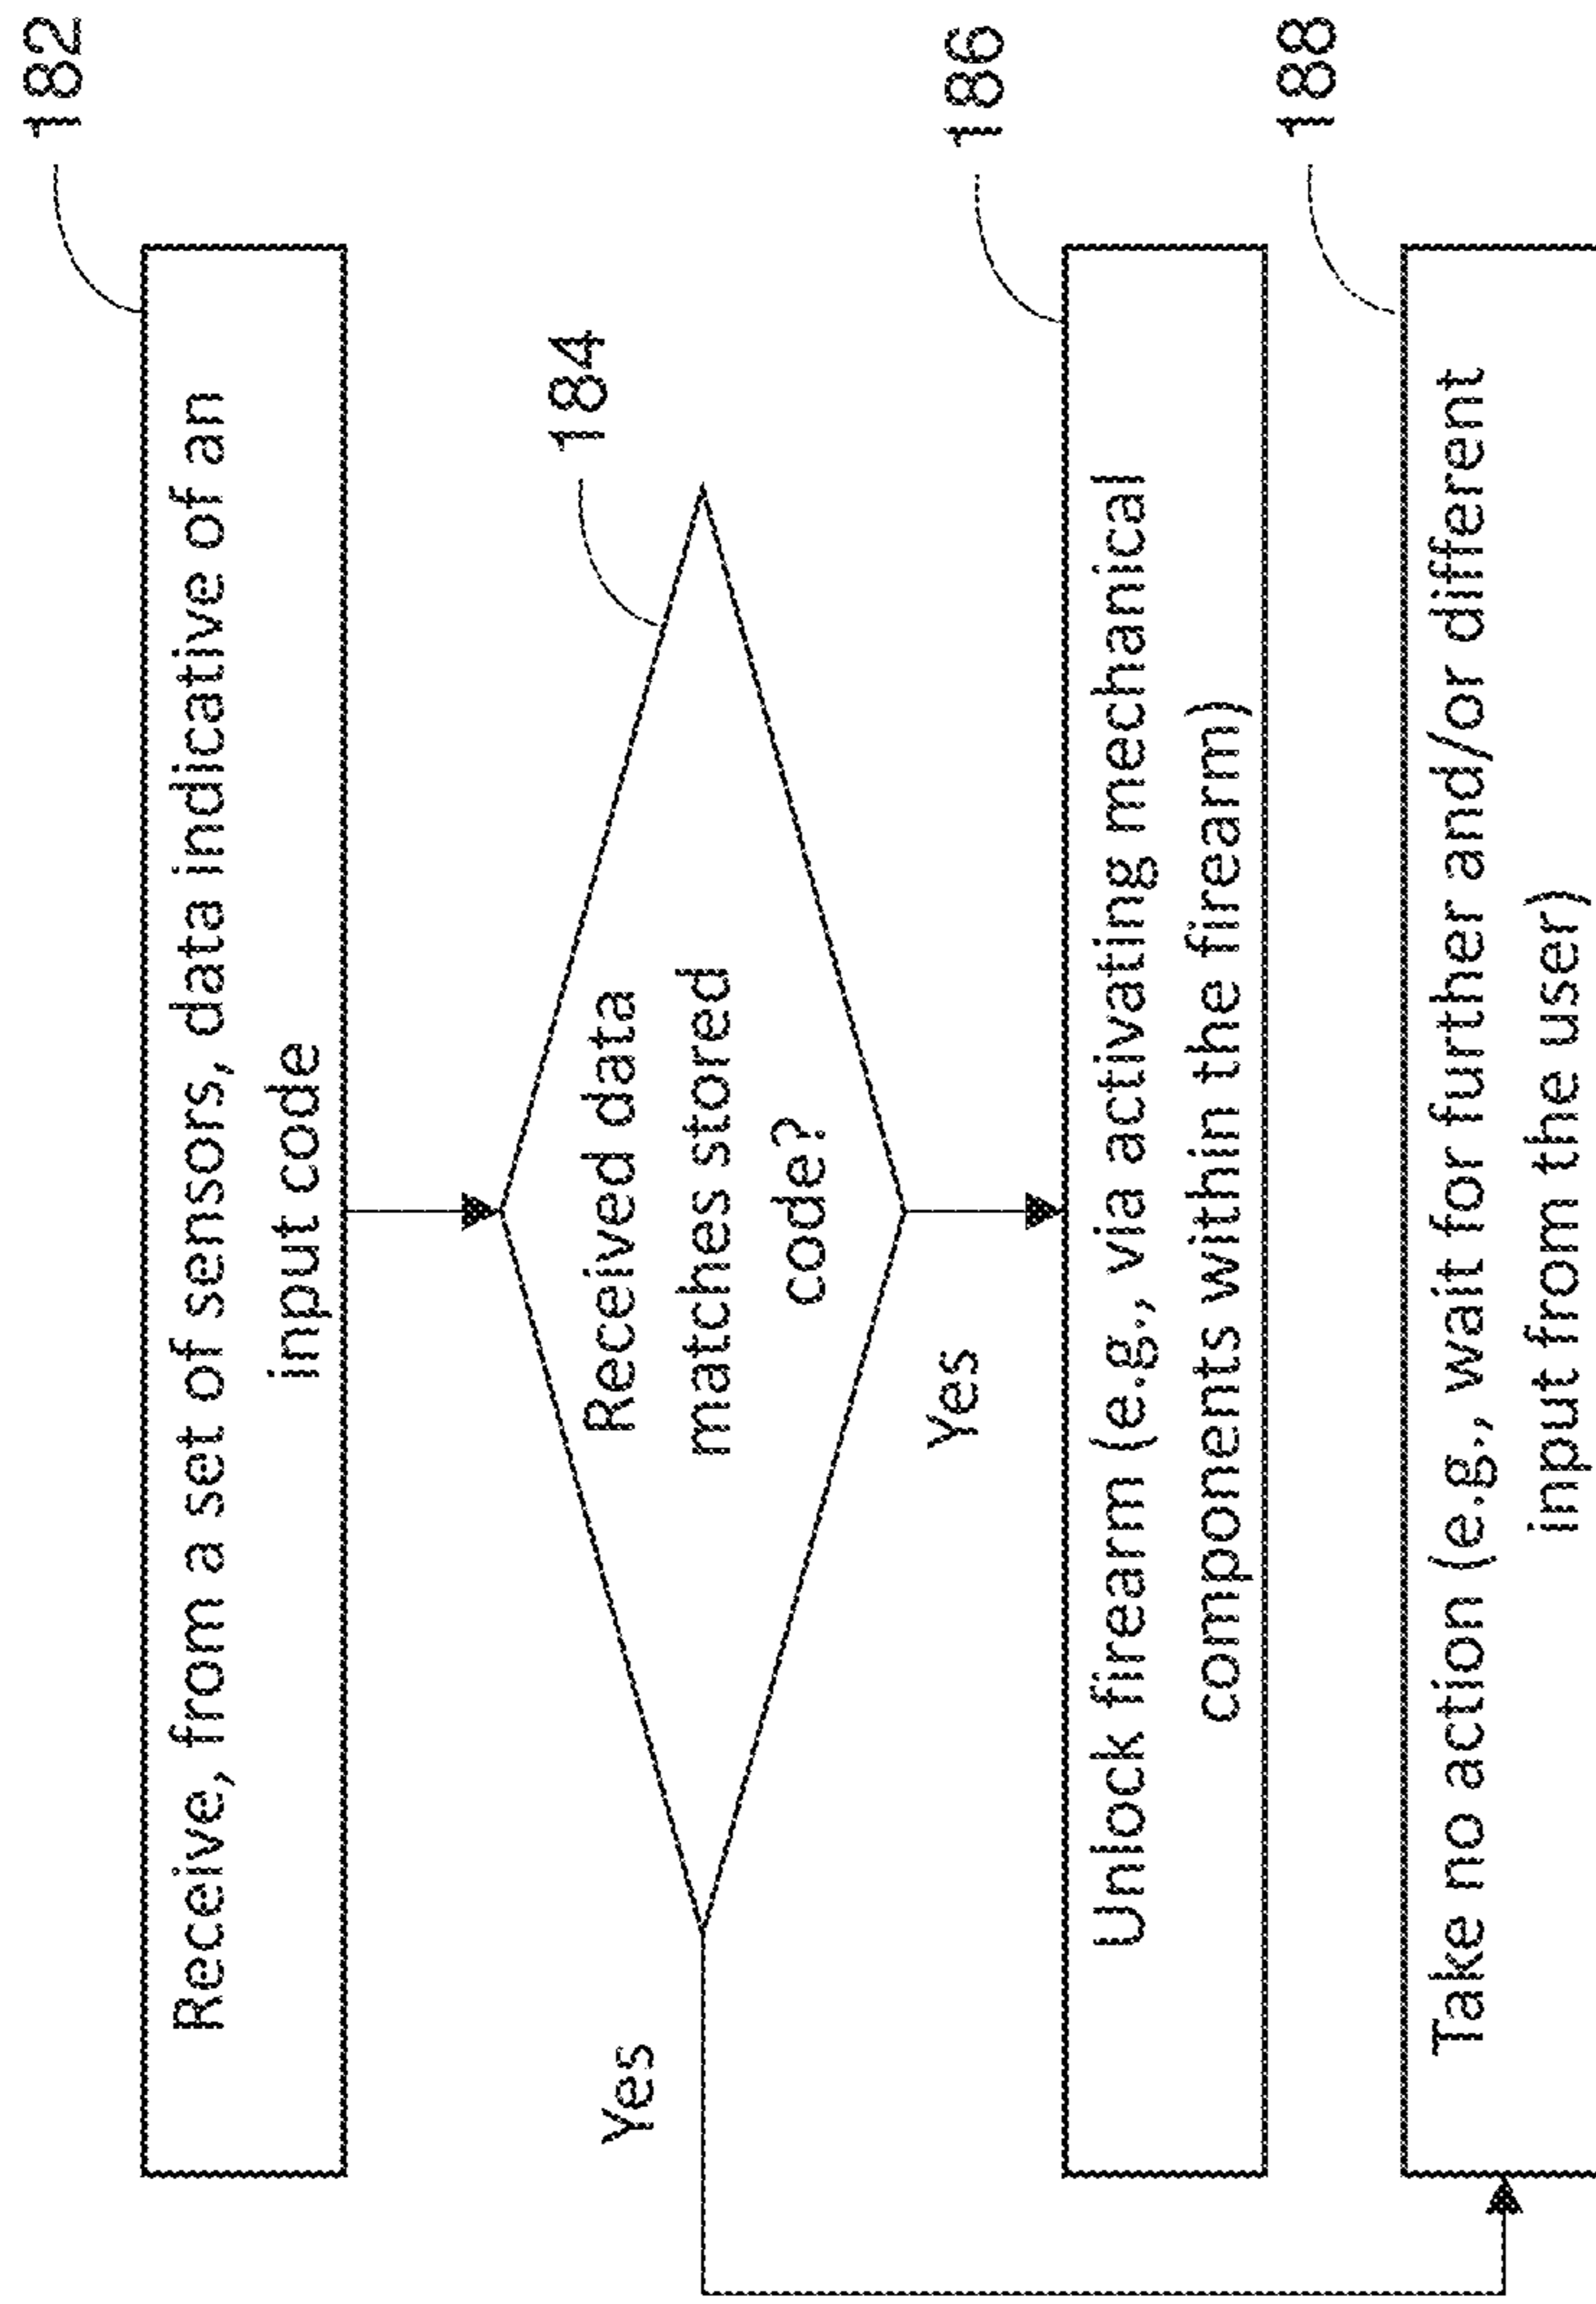 182
Receive, from a set of sensors, data indicative of an
input code
184
Received data
matches stored
code?
Yes
Yes
186
Unlock firearm (e.g., via activating mechanical
components within the firearm)
188
Take no action (e.g., wait for further and/or different
input from the user)